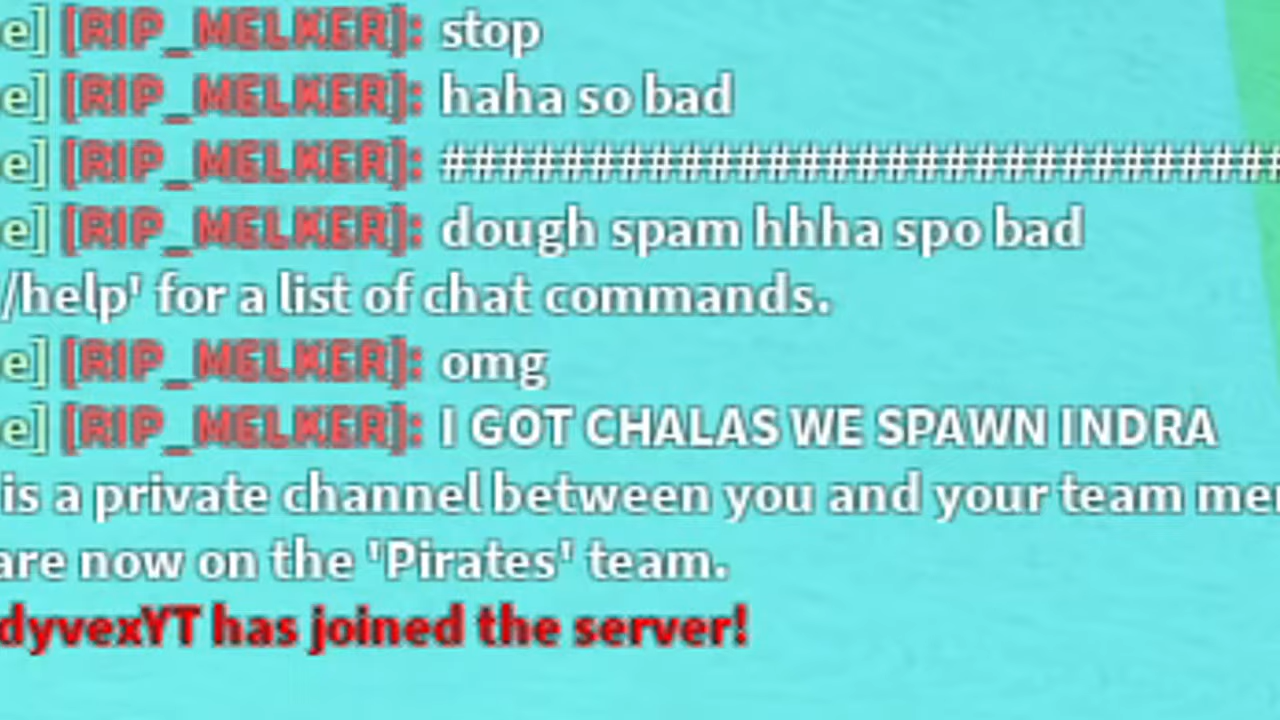 e] [RIP_MELKER]: stop
e] [RIP_MELKER]: haha so bad
e] [RIP_MELKER]: ############################
e] [RIP_MELKER]: dough spam hhha spo bad
/help' for a list of chat commands.
e] [RIP_MELKER]: omg
e] [RIP_MELKER]: I GOT CHALAS WE SPAWN INDRA
is a private channel between you and your team mer
are now on the 'Pirates' team.
dyvexYT has joined the server!